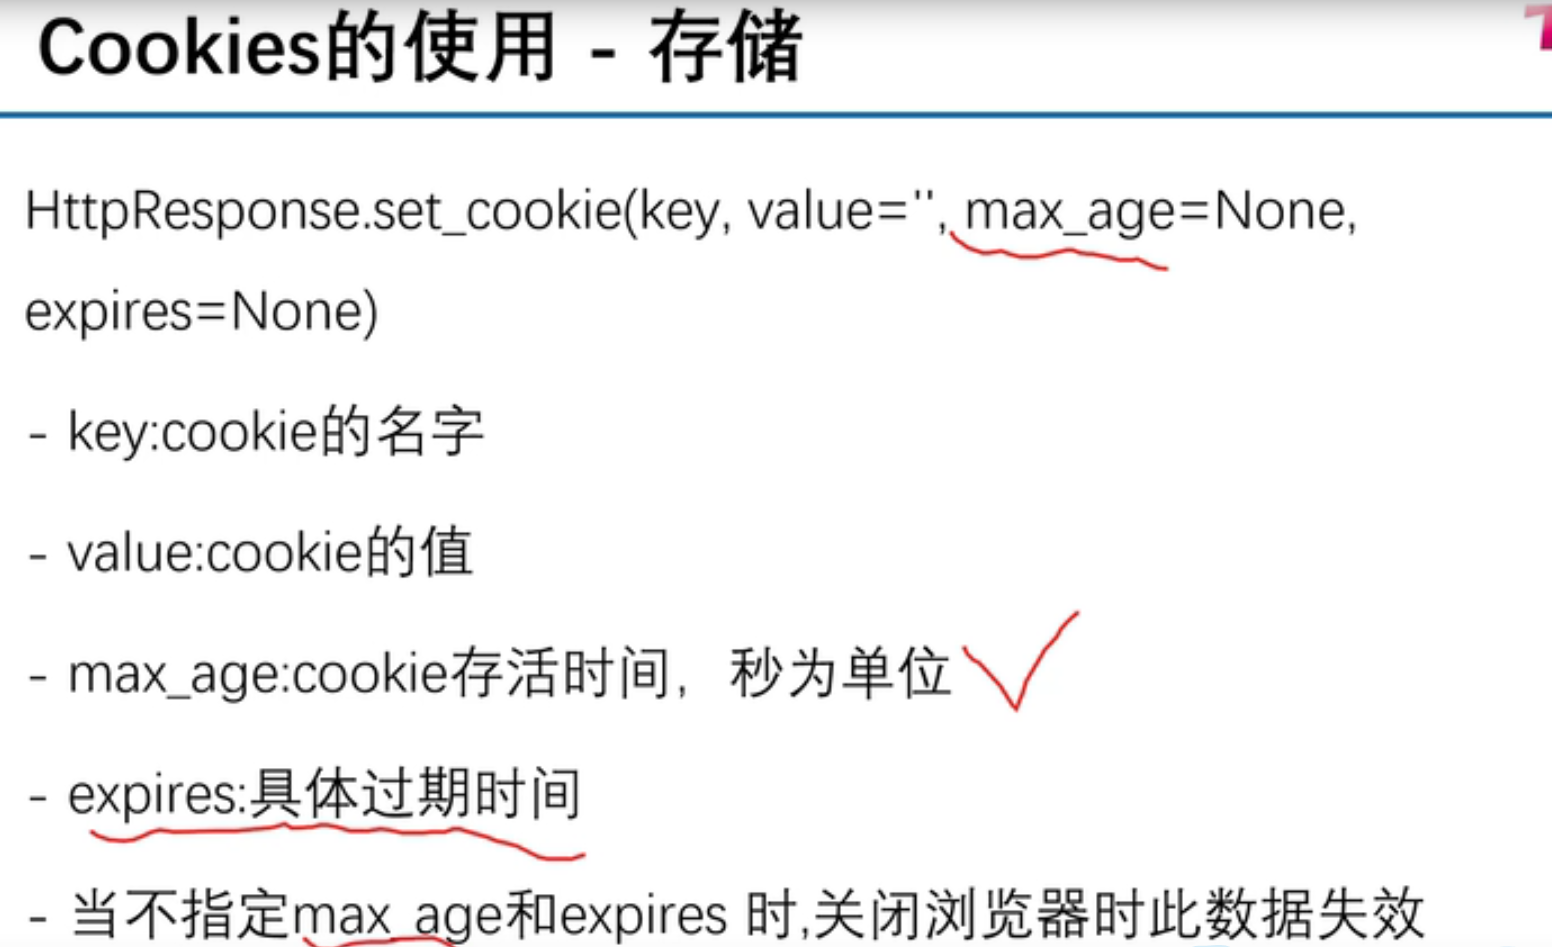 Cookies的使用 - 存储
HttpResponse.set_cookie(key, value='', max_age=None,
expires=None)
- key:cookie的名字
- value:cookie的值
- max_age:cookie存活时间，秒为单位
- expires:具体过期时间
- 当不指定max_age和expires 时,关闭浏览器时此数据失效